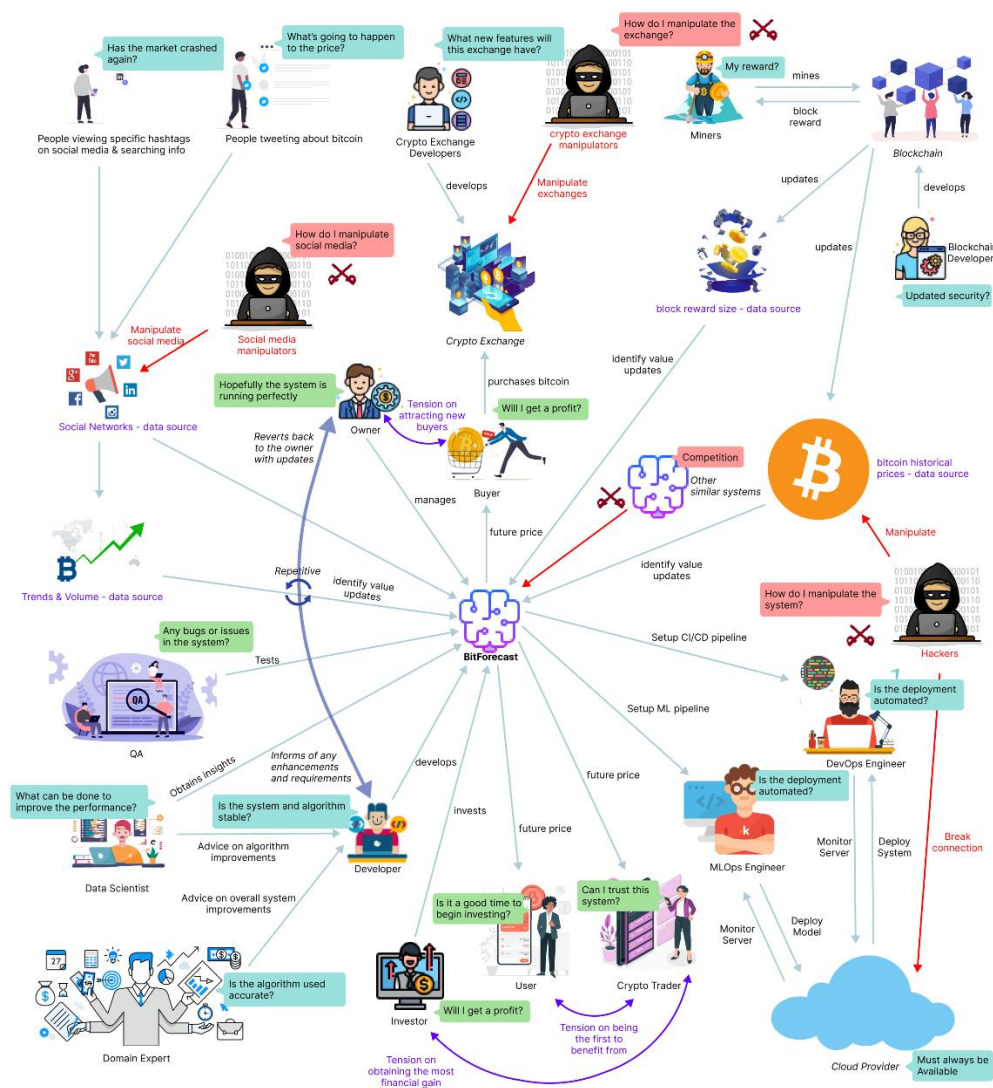 Has the market crashed
again?
What's going to happen
to the price?
What new features will
this exchange have?
How do I manipulate the
exchange?
My reward?
mines
block
reward
People viewing specific hashtags
on social media & searching info
People tweeting about bitcoin
Crypto Exchange
Developers
crypto exchange
manipulators
Miners
Blockchain
develops
Manipulate
exchanges
updates
develops
updates
Blockchain
Developer
Updated security?
How do I manipulate
social media?
Manipulate
social media
Social media
manipulators
Crypto Exchange
block reward size - data source
Social Networks - data source
Hopefully the system is
running perfectly
Owner
Tension on
attracting new
buyers
purchases bitcoin
Will I get a profit?
Buyer
identify value
updates
Reverts back
to the owner
with updates
manages
future price
Competition
Other
similar systems
bitcoin historical
prices - data source
Manipulate
Trends & Volume - data source
Repetitive
identify value
updates
identify value
updates
How do I manipulate the
system?
Hackers
BitForecast
Any bugs or issues
in the system?
Tests
QA
QA
Setup CI/CD pipeline
Is the deployment
automated?
DevOps Engineer
Setup ML pipeline
Obtains insights
Informs of any
enhancements
and requirements
develops
invests
future price
future price
Is the deployment
automated?
MLOps Engineer
What can be done to
improve the performance?
Data Scientist
Is the system and algorithm
stable?
Advice on algorithm
improvements
Developer
Monitor
Server
Deploy
System
Break
connection
Advice on overall system
improvements
Is it a good time to
begin investing?
Can I trust this
system?
User
Crypto Trader
Monitor
Server
Deploy
Model
27
Is the algorithm used
accurate?
Domain Expert
Investor
Will I get a profit?
Tension on being
the first to
benefit from
Tension on
obtaining the most
financial gain
Cloud Provider
Must always be
Available